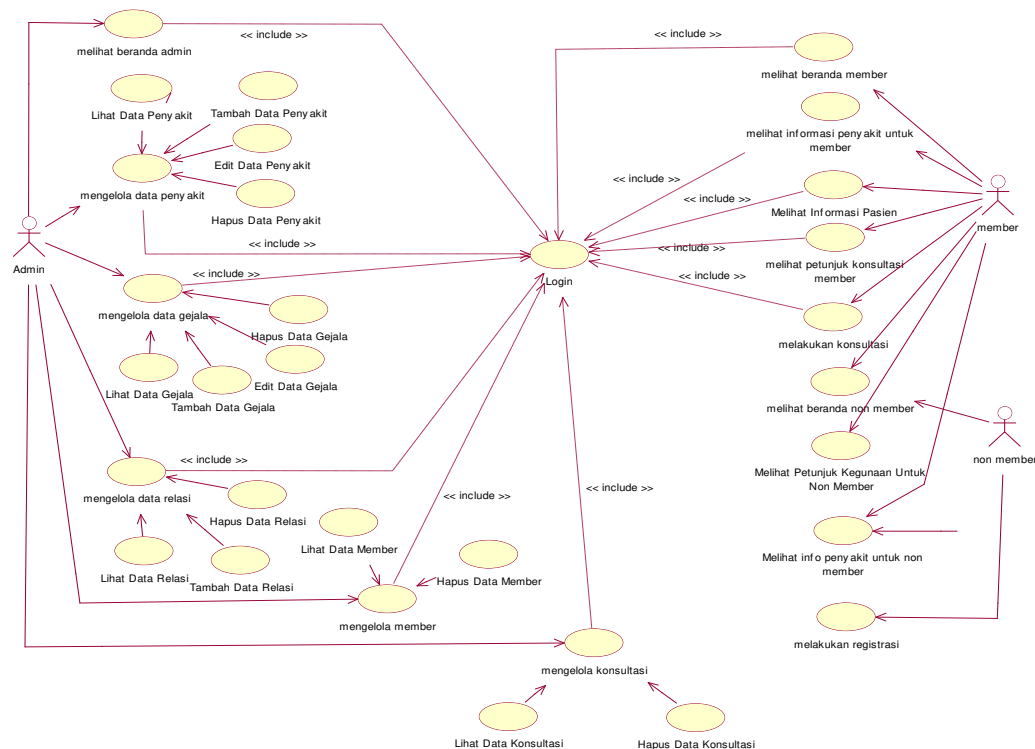 << include >>
melihat beranda admin
<< include >>
melihat beranda member
Lihat Data Penyakit
Tambah Data Penyakit
melihat informasi penyakit untuk
member
Edit Data Penyakit
mengelola data penyakit
<< include >>
<< include >>
Hapus Data Penyakit
Melihat Informasi Pasien
member
<< include >>
<< include >>
Admin
<< include >>
Login
melihat petunjuk konsultasi
member
<< include >>
mengelola data gejala
Hapus Data Gejala
melakukan konsultasi
Lihat Data Gejala
Edit Data Gejala
Tambah Data Gejala
melihat beranda non member
non member
<< include >>
Melihat Petunjuk Kegunaan Untuk
Non Member
mengelola data relasi
<< include >>
<< include >>
Hapus Data Relasi
Lihat Data Member
Melihat info penyakit untuk non
member
Lihat Data Relasi
Tambah Data Relasi
Hapus Data Member
mengelola member
melakukan registrasi
mengelola konsultasi
Lihat Data Konsultasi
Hapus Data Konsultasi